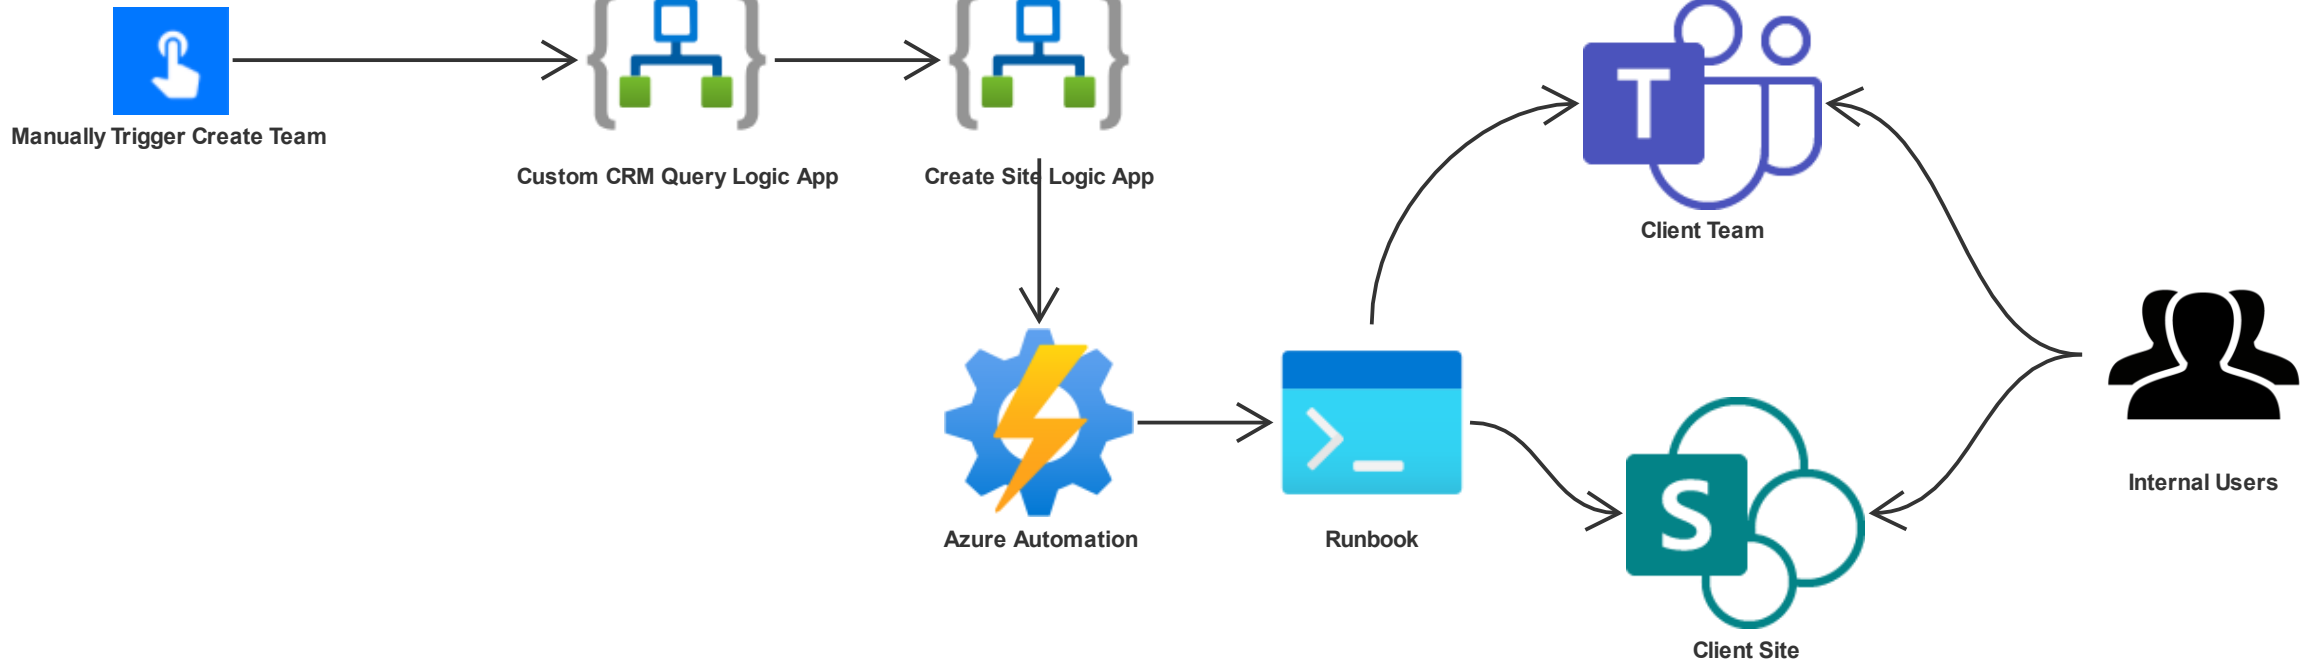 Manually Trigger Create Team
Custom CRM Query Logic App
Create Site Logic App
T
Client Team
Internal Users
Azure Automation
Runbook
S
Client Site